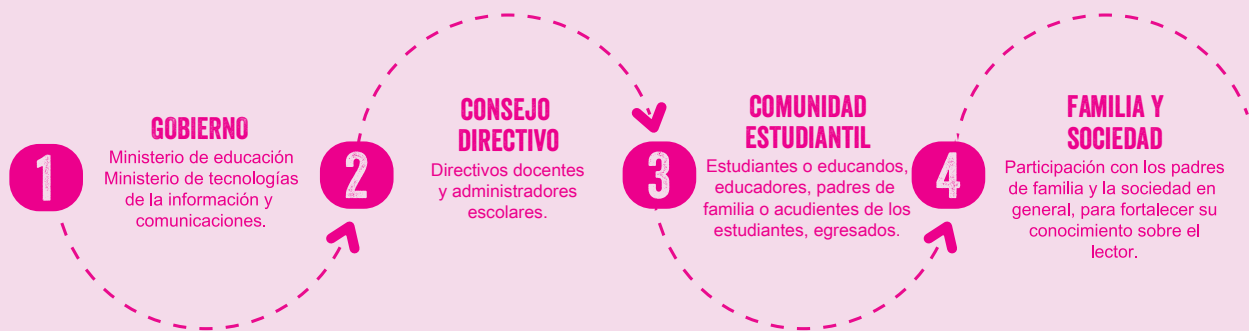 1
GOBIERNO
Ministerio de educación
Ministerio de tecnologías
de la información y
comunicaciones.
2
CONSEJO
DIRECTIVO
Directivos docentes
y administradores
escolares.
3
COMUNIDAD
ESTUDIANTIL
Estudiantes o educandos,
educadores, padres de
familia o acudientes de los
estudiantes, egresados.
4
FAMILIA Y
SOCIEDAD
Participación con los padres
de familia y la sociedad en
general, para fortalecer su
conocimiento sobre el
lector.